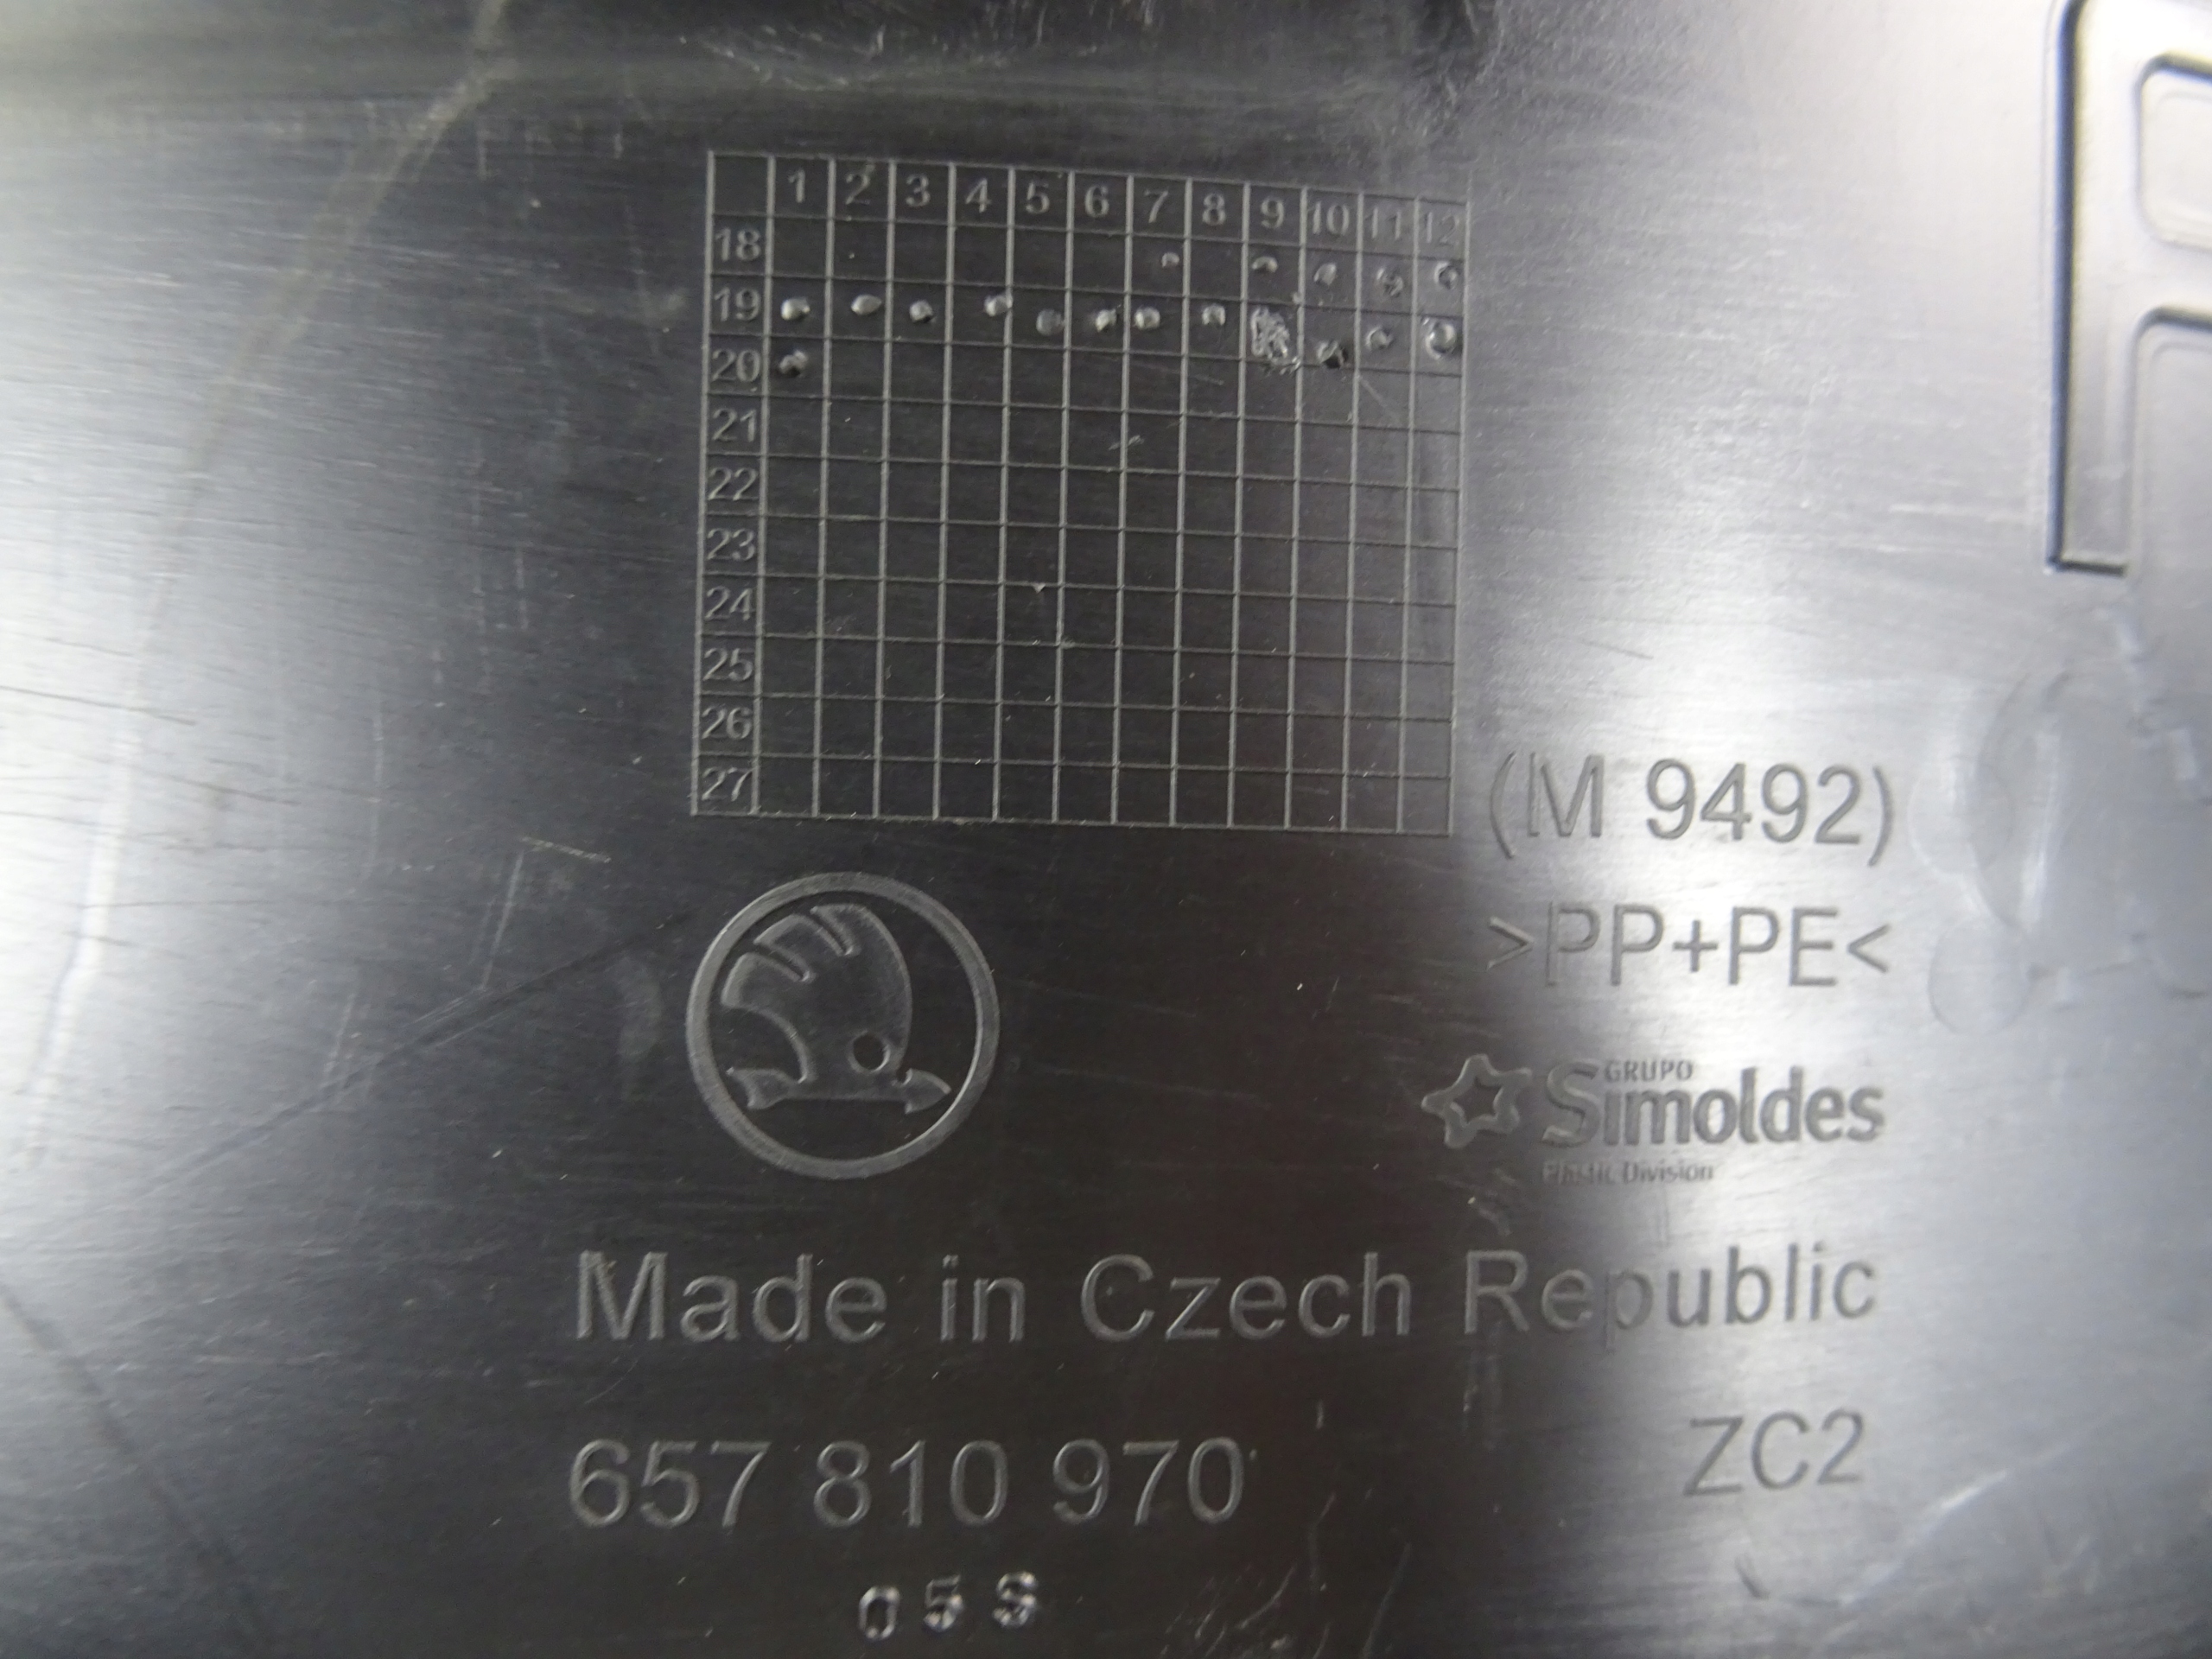 1 2 3 4 5 6 7 8 9 10 11 12
18
19
20
21
22
23
24
25
26
27
(M 9492)
>PP+PE<
GRUPO
Simoldes
PLASTIC Division
Made in Czech Republic
657 810 970
ZC2
05S